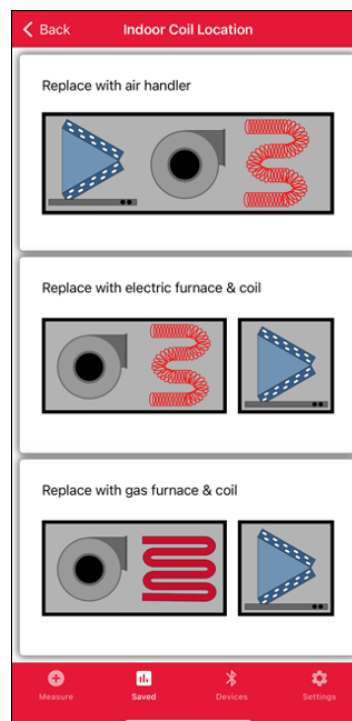 Back
Indoor Coil Location
Replace with air handler
Replace with electric furnace & coil
Replace with gas furnace & coil
Measure
Saved
Devices
Settings